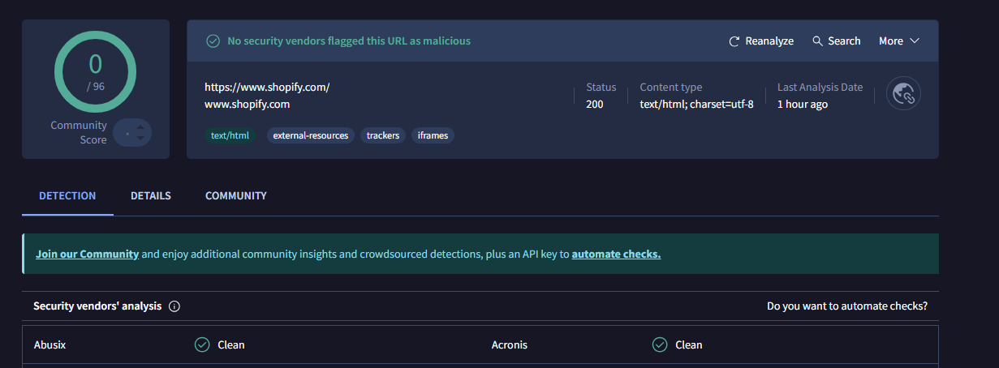 0
/ 96
Community
Score
No security vendors flagged this URL as malicious
Reanalyze
Search
More
https://www.shopify.com/
www.shopify.com
Status
200
Content type
text/html; charset=utf-8
Last Analysis Date
1 hour ago
text/html
external-resources
trackers
iframes
DETECTION
DETAILS
COMMUNITY
Join our Community and enjoy additional community insights and crowdsourced detections, plus an API key to automate checks.
Security vendors' analysis
Do you want to automate checks?
Abusix
Clean
Acronis
Clean